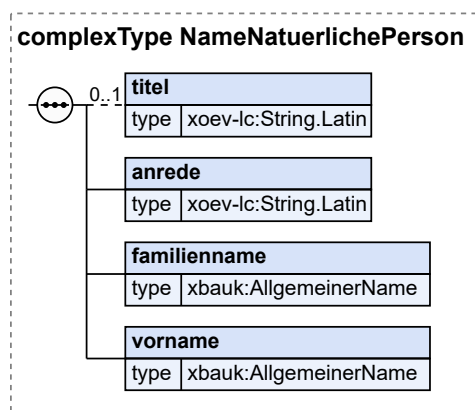 complexType NameNatuerlichePerson
0..1
titel
type xoev-lc:String.Latin
anrede
type xoev-lc:String.Latin
familienname
type xbauk:AllgemeinerName
vorname
type xbauk:AllgemeinerName